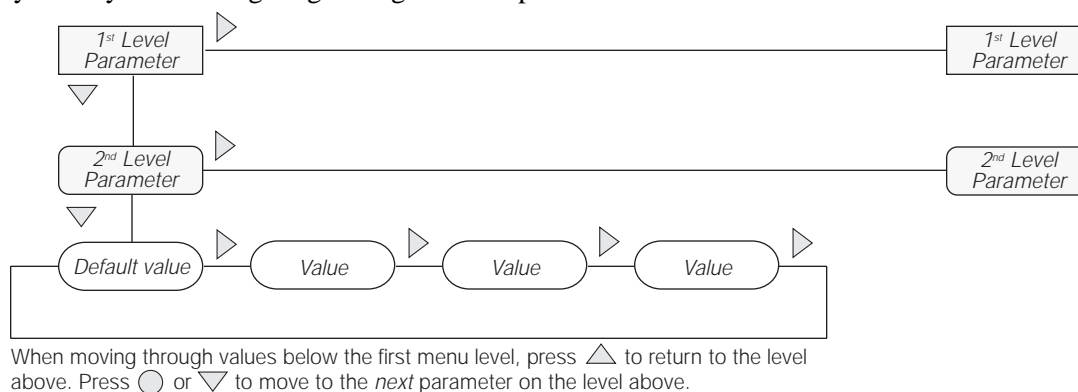 1st Level
Parameter
1st Level
Parameter
2nd Level
Parameter
2nd Level
Parameter
Default value
Value
Value
Value
When moving through values below the first menu level, press △ to return to the level
above. Press ○ or ▽ to move to the next parameter on the level above.